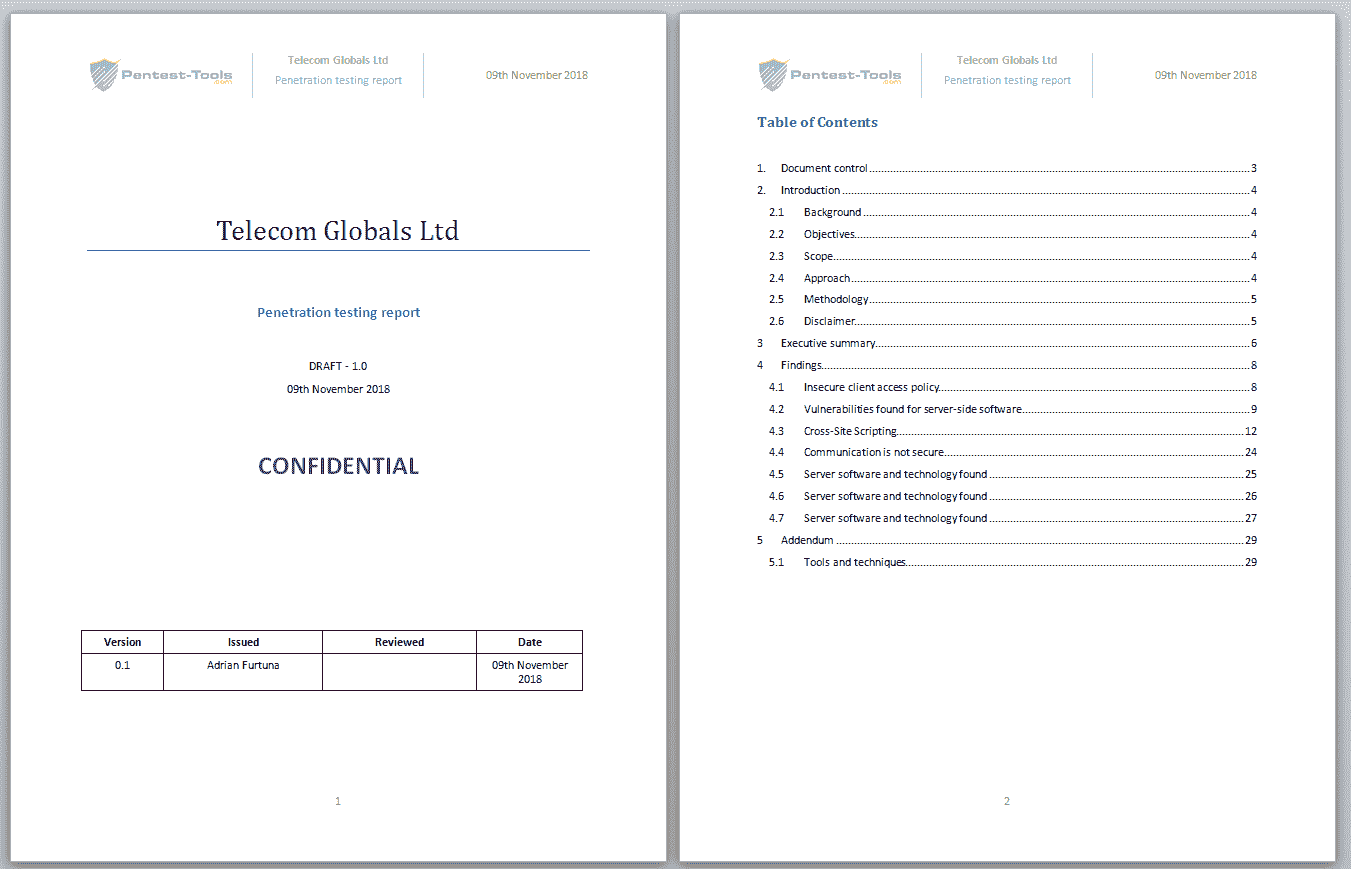 Pentest-Tools
.com
Telecom Globals Ltd
Penetration testing report
09th November 2018
Telecom Globals Ltd
Penetration testing report
DRAFT - 1.0
09th November 2018
CONFIDENTIAL
Version Issued Reviewed Date
0.1 Adrian Furtuna 09th November
2018
1
Pentest-Tools
.com
Telecom Globals Ltd
Penetration testing report
09th November 2018
Table of Contents
1. Document control 3
2. Introduction 4
2.1 Background 4
2.2 Objectives 4
2.3 Scope 4
2.4 Approach 4
2.5 Methodology 5
2.6 Disclaimer 5
3 Executive summary 6
4 Findings 8
4.1 Insecure client access policy 8
4.2 Vulnerabilities found for server-side software 9
4.3 Cross-Site Scripting 12
4.4 Communication is not secure 24
4.5 Server software and technology found 25
4.6 Server software and technology found 26
4.7 Server software and technology found 27
5 Addendum 29
5.1 Tools and techniques 29
2